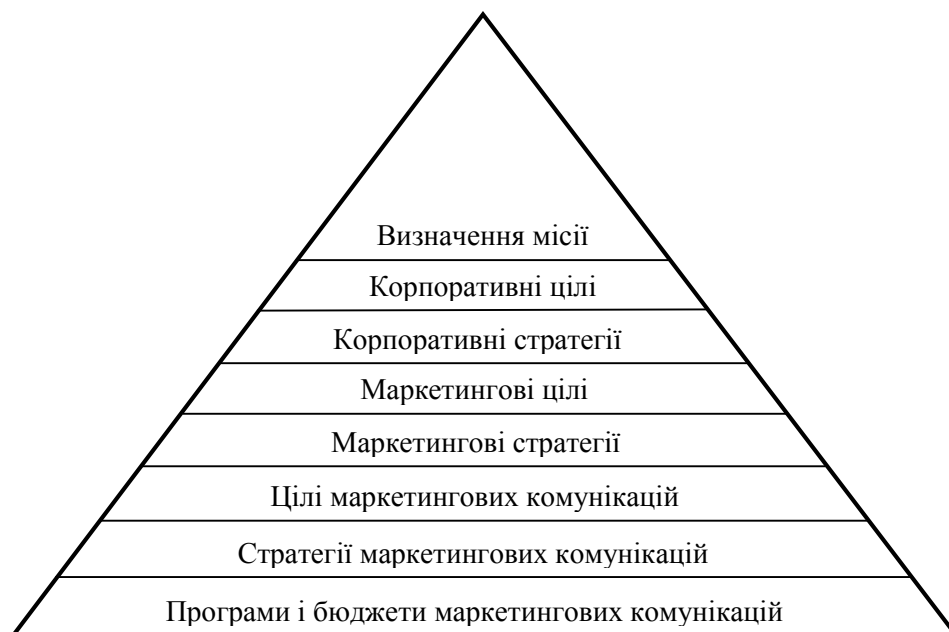 Визначення місії
Корпоративні цілі
Корпоративні стратегії
Маркетингові цілі
Маркетингові стратегії
Цілі маркетингових комунікацій
Стратегії маркетингових комунікацій
Програми і бюджети маркетингових комунікацій